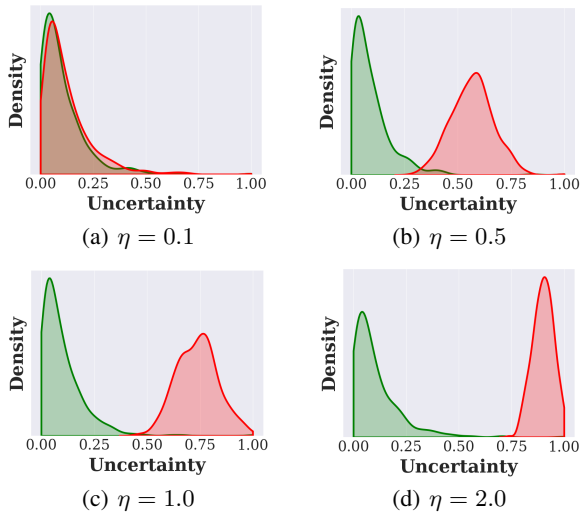 Density
0.00 0.25 0.50 0.75 1.00
Uncertainty
(a) η = 0.1
Density
0.00 0.25 0.50 0.75 1.00
Uncertainty
(b) η = 0.5
Density
0.00 0.25 0.50 0.75 1.00
Uncertainty
(c) η = 1.0
Density
0.00 0.25 0.50 0.75 1.00
Uncertainty
(d) η = 2.0